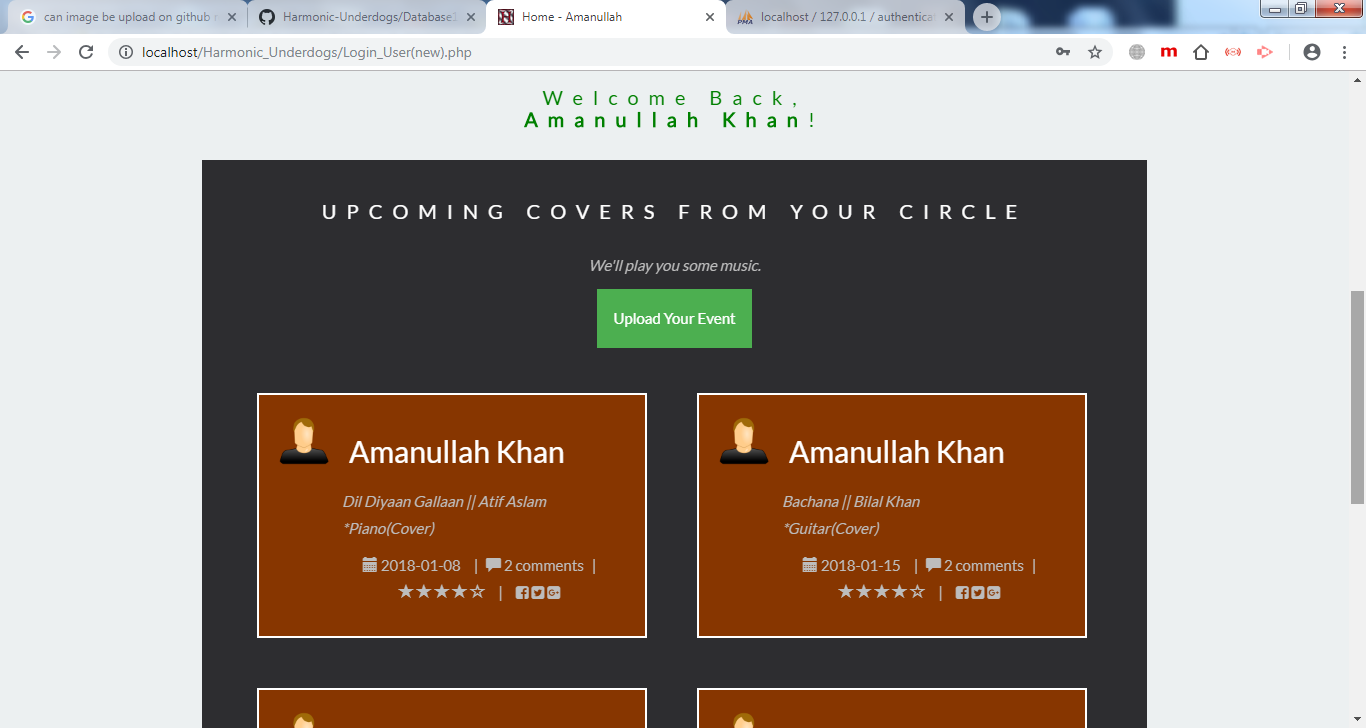 can image be upload on github r
Harmonic-Underdogs/Database1
Home - Amanullah
localhost / 127.0.0.1 / authenticat
localhost/Harmonic_Underdogs/Login_User(new).php
m
Welcome Back,
Amanullah Khan!
UPCOMING COVERS FROM YOUR CIRCLE
We'll play you some music.
Upload Your Event
Amanullah Khan
Dil Diyaan Gallaan || Atif Aslam
*Piano(Cover)
2018-01-08 | 2 comments |
★★★★☆ |
Amanullah Khan
Bachana || Bilal Khan
*Guitar(Cover)
2018-01-15 | 2 comments |
★★★★☆ |